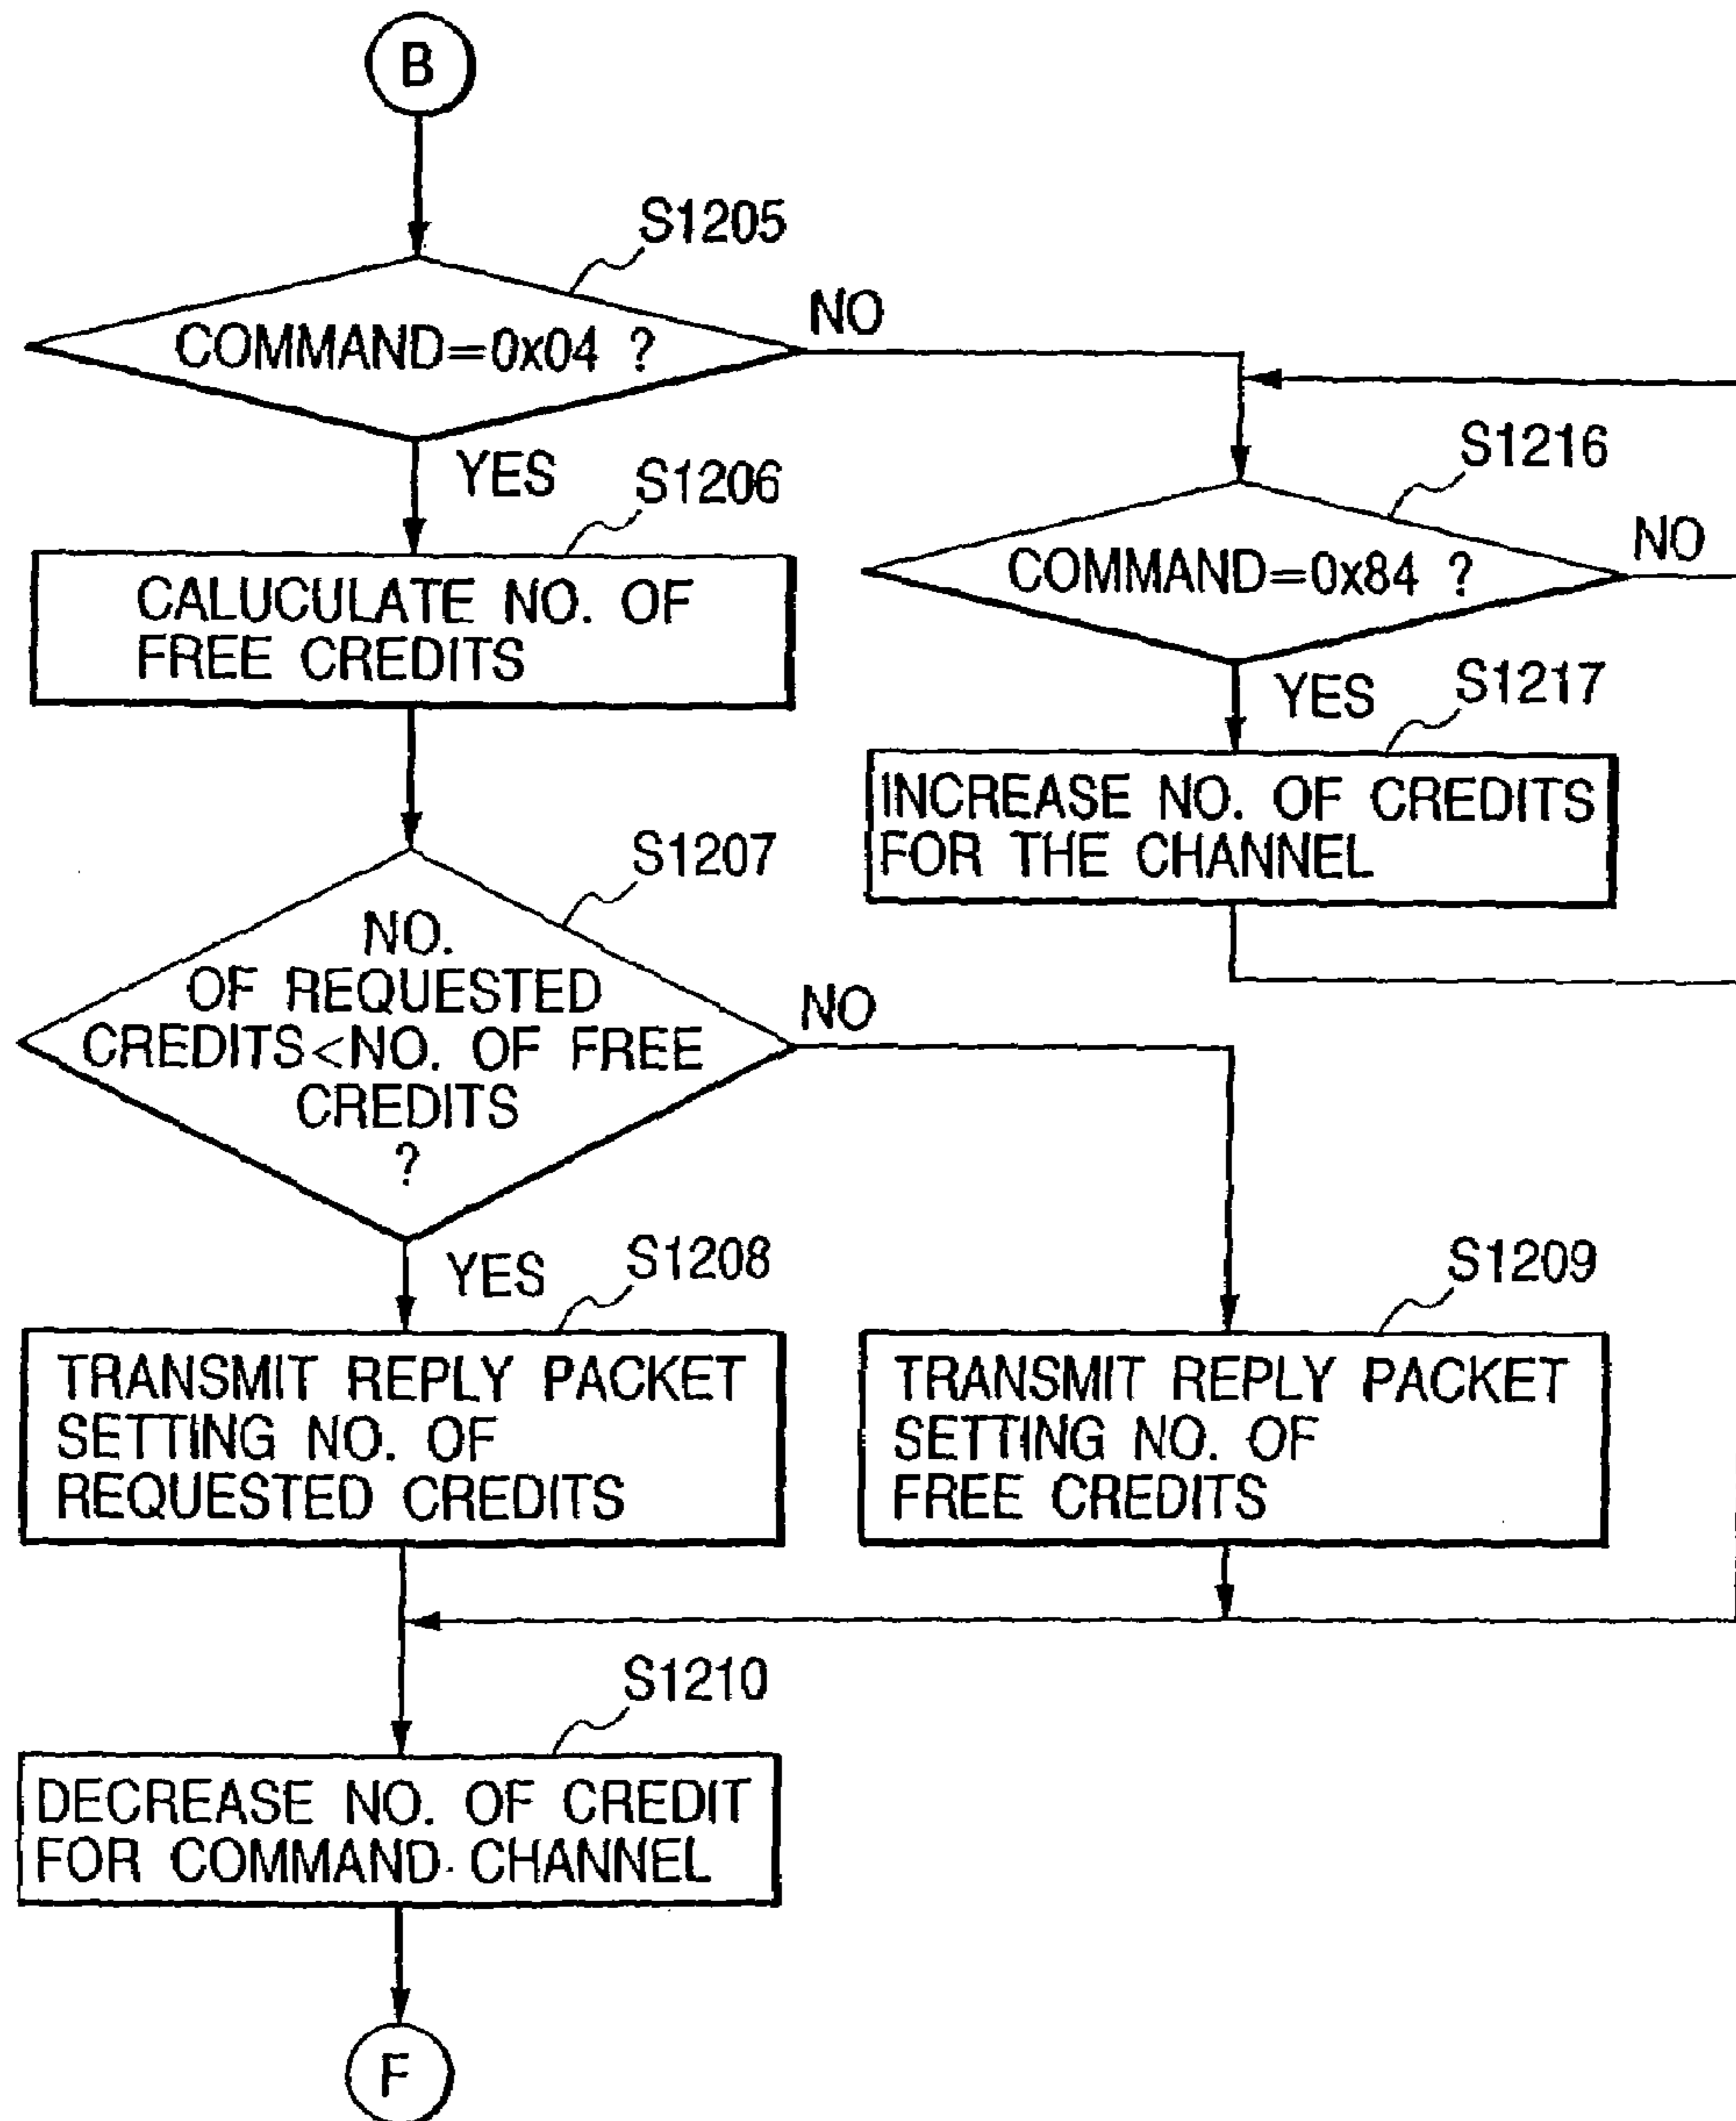 B
S1205
COMMAND=0x04 ?
NO
YES
S1206
CALUCULATE NO. OF
FREE CREDITS
S1216
COMMAND=0x84 ?
NO
YES
S1217
INCREASE NO. OF CREDITS
FOR THE CHANNEL
S1207
NO.
OF REQUESTED
CREDITS<NO. OF FREE
CREDITS
?
NO
YES
S1208
TRANSMIT REPLY PACKET
SETTING NO. OF
REQUESTED CREDITS
S1209
TRANSMIT REPLY PACKET
SETTING NO. OF
FREE CREDITS
S1210
DECREASE NO. OF CREDIT
FOR COMMAND CHANNEL
F